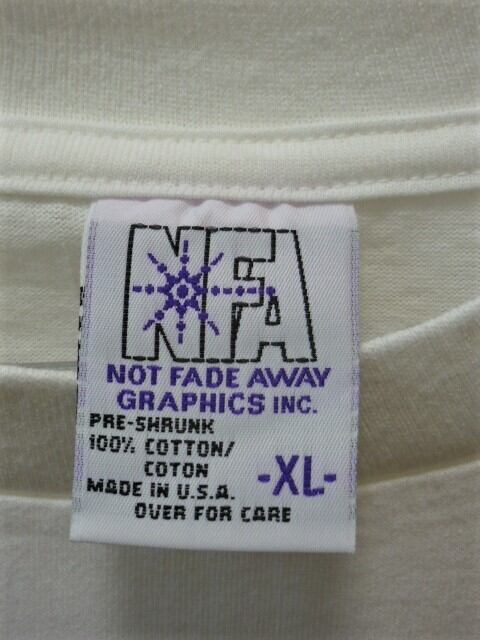 NFA
NOT FADE AWAY
GRAPHICS INC.
PRE-SHRUNK
100% COTTON/
COTON
-XL-
MADE IN U.S.A.
OVER FOR CARE